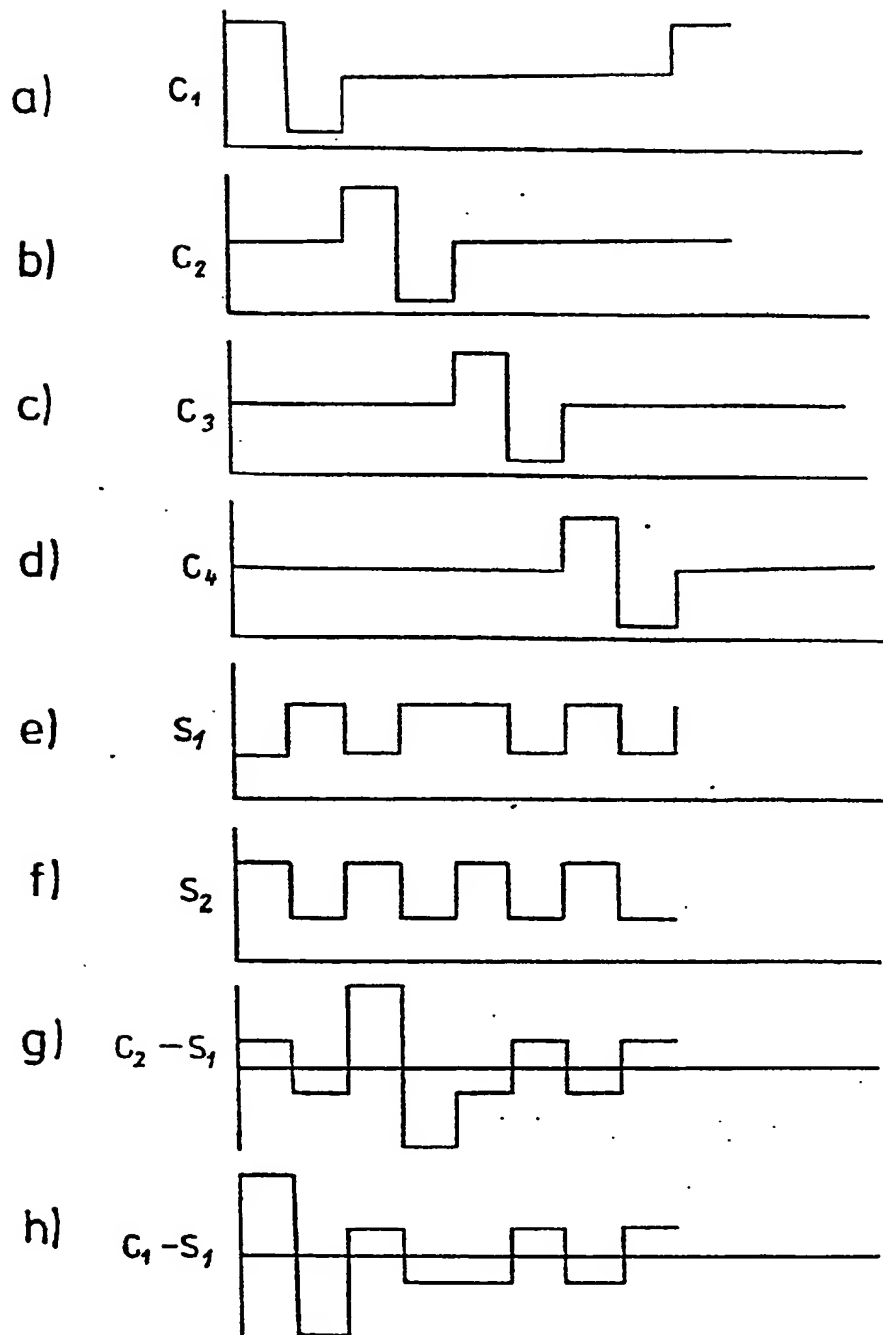 a) C₁
b) C₂
c) C₃
d) C₄
e) S₁
f) S₂
g) C₂ – S₁
h) C₁ – S₁